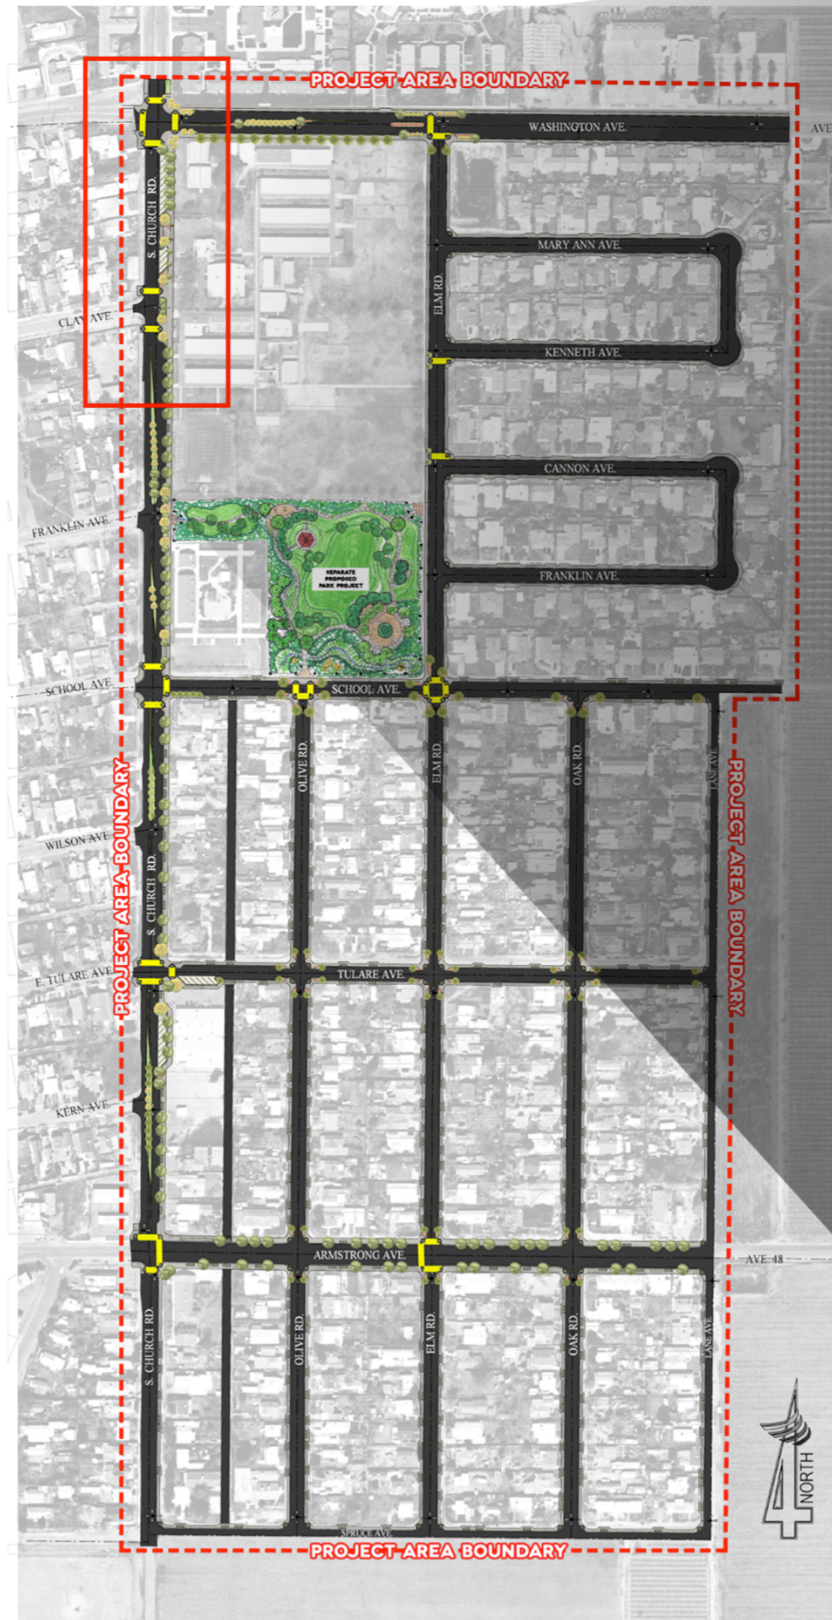 PROJECT AREA BOUNDARY
WASHINGTON AVE.
AVE
S. CHURCH RD.
MARY ANN AVE.
ELM RD.
CLAY AVE.
KENNETH AVE.
CANNON AVE.
FRANKLIN AVE.
FRANKLIN AVE.
SEPARATE
PROPOSED
PARK PROJECT
SCHOOL AVE.
SCHOOL AVE.
OLIVE RD.
ELM RD.
OAK RD.
LANE AVE.
PROJECT AREA BOUNDARY
PROJECT AREA BOUNDARY
WILSON AVE.
S. CHURCH RD.
E. TULARE AVE.
TULARE AVE.
KERN AVE.
ARMSTRONG AVE.
AVE. 48
S. CHURCH RD.
OLIVE RD.
ELM RD.
OAK RD.
LANE AVE.
4
NORTH
SPRUCE AVE.
PROJECT AREA BOUNDARY